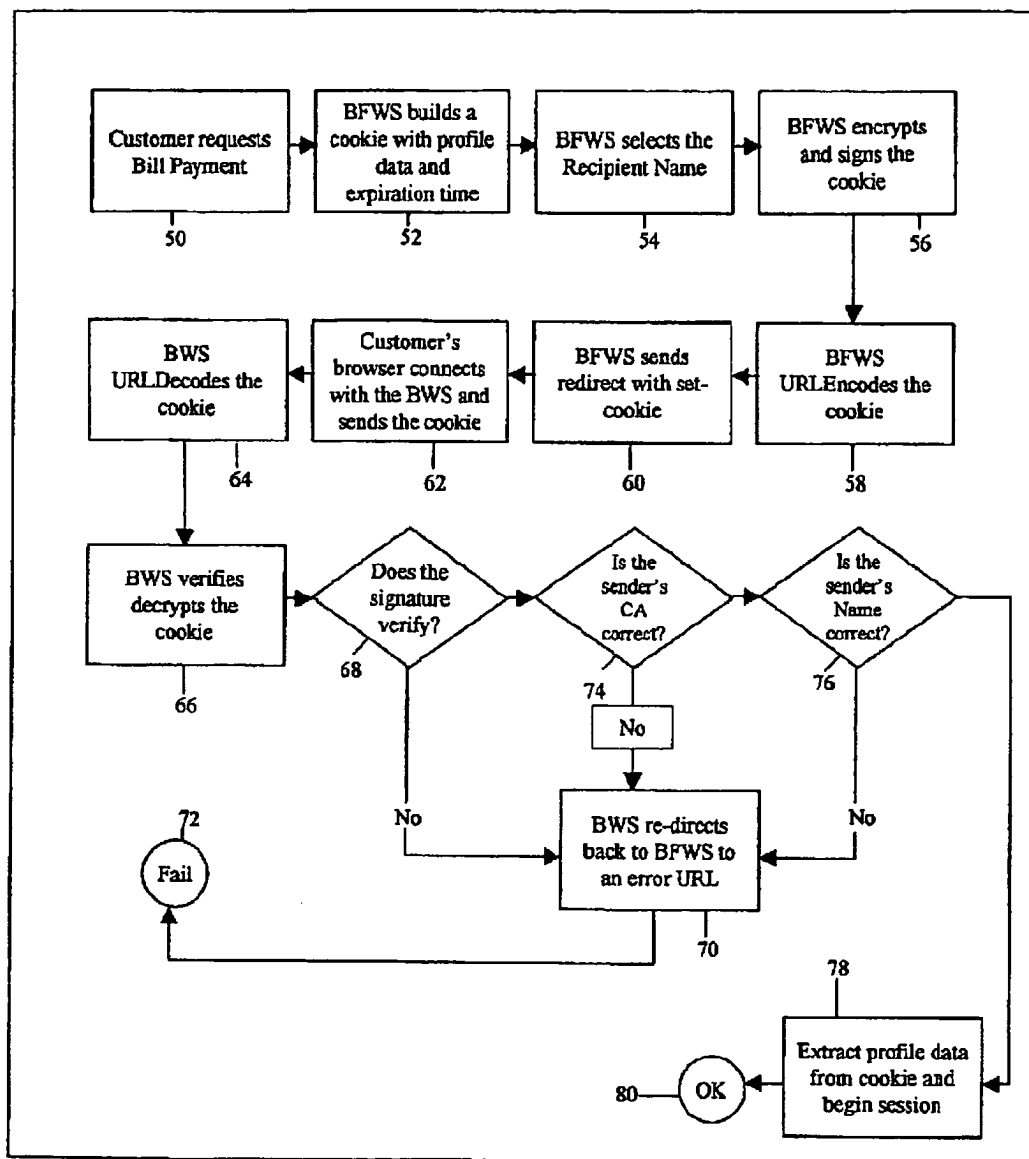 Customer requests
Bill Payment
50
BFWS builds a
cookie with profile
data and
expiration time
52
BFWS selects the
Recipient Name
54
BFWS encrypts
and signs the
cookie
56
BWS
URLDecodes the
cookie
64
Customer's
browser connects
with the BWS and
sends the cookie
62
BFWS sends
redirect with set-
cookie
60
BFWS
URLEncodes the
cookie
58
BWS verifies
decrypts the
cookie
66
Does the
signature
verify?
68
Is the
sender's
CA
correct?
74
Is the
sender's
Name
correct?
76
No
No
No
72
Fail
BWS re-directs
back to BFWS to
an error URL
70
78
Extract profile data
from cookie and
begin session
80
OK